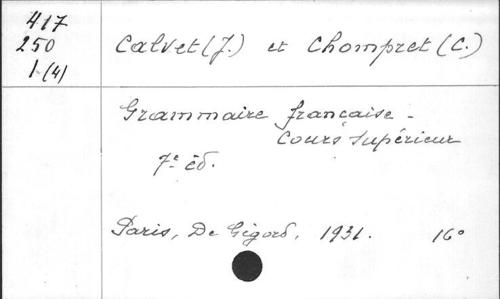 417
250
1.(4)
Calvet (J.) et Chompret (C.)
Grammaire française -
Cours supérieur
7e éd.
Paris, De Gigord, 1931. 16°